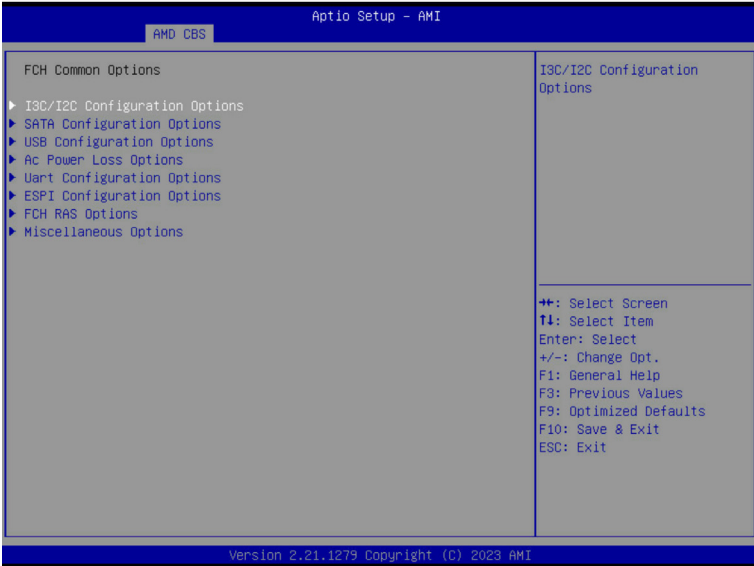 Aptio Setup – AMI
AMD CBS
FCH Common Options
I3C/I2C Configuration Options
SATA Configuration Options
USB Configuration Options
Ac Power Loss Options
Uart Configuration Options
ESPI Configuration Options
FCH RAS Options
Miscellaneous Options
I3C/I2C Configuration
Options
→←: Select Screen
↑↓: Select Item
Enter: Select
+/-: Change Opt.
F1: General Help
F3: Previous Values
F9: Optimized Defaults
F10: Save & Exit
ESC: Exit
Version 2.21.1279 Copyright (C) 2023 AMI